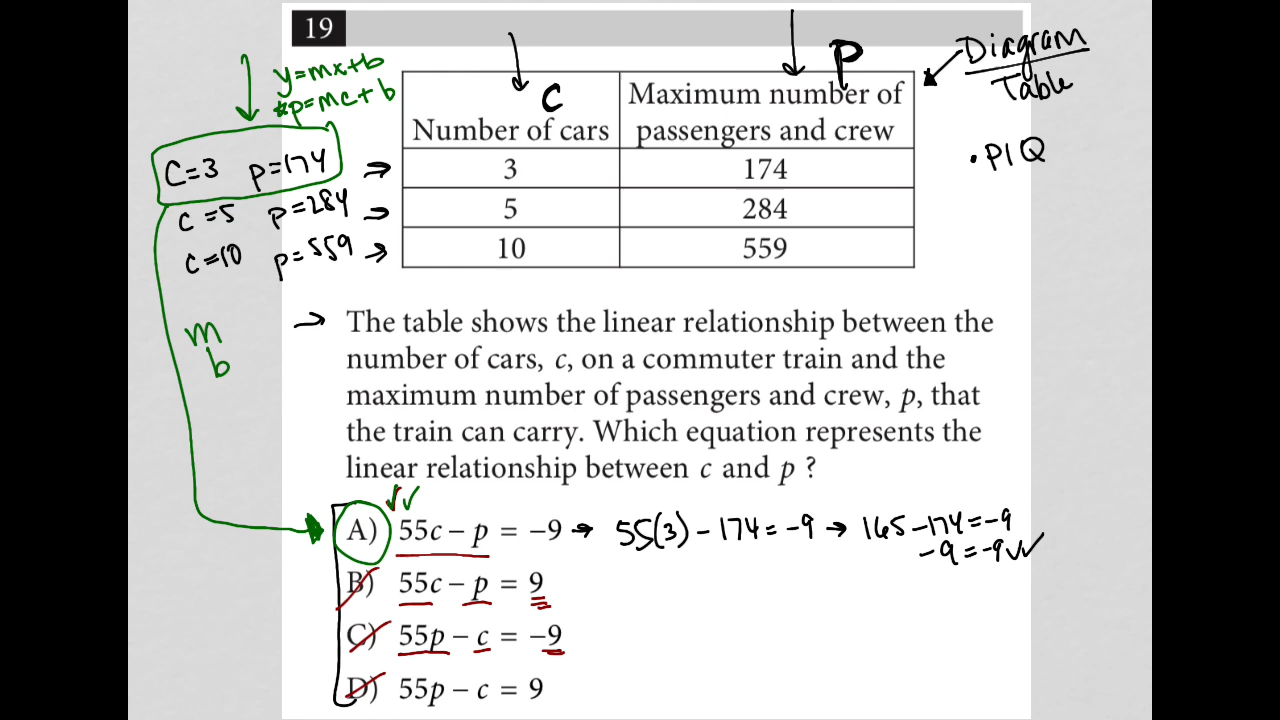 19
Diagram
Table
• PIQ
y=mx+b
*p=mc+b
C p
Number of cars Maximum number of passengers and crew
C=3 p=174 → 3 174
c=5 p=284 → 5 284
c=10 p=559 → 10 559
m
b
→ The table shows the linear relationship between the
number of cars, c, on a commuter train and the
maximum number of passengers and crew, p, that
the train can carry. Which equation represents the
linear relationship between c and p ?
A) 55c − p = −9 → 55(3) − 174 = −9 → 165 − 174 = −9
−9 = −9 ✓✓
B) 55c − p = 9
C) 55p − c = −9
D) 55p − c = 9